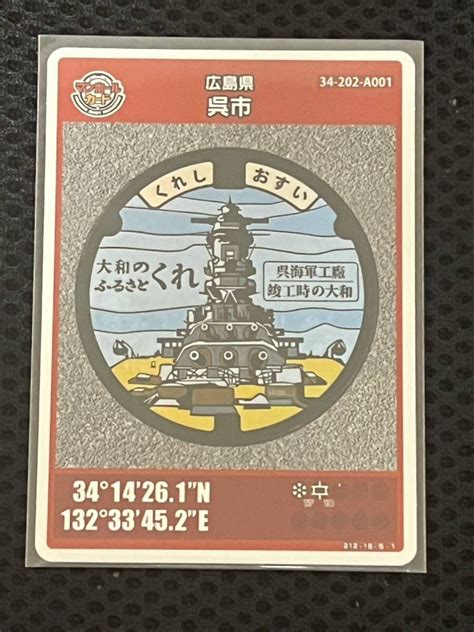 マンホール
カード
広島県
34-202-A001
呉市
くれし おすい
大和の
ふるさと くれ
呉海軍工廠
竣工時の大和
34°14'26.1"N
132°33'45.2"E